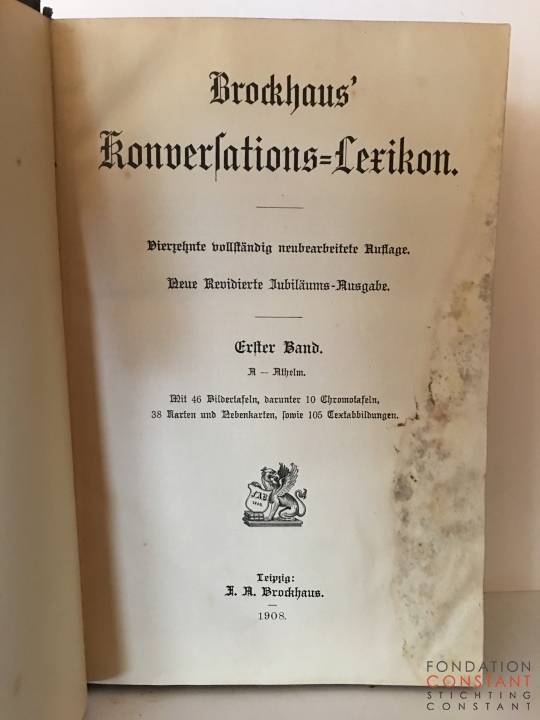 Brockhaus'
Konverſations=Lexikon.
Vierzehnte vollſtändig neubearbeitete Auflage.
Neue Revidierte Jubiläums-Ausgabe.
Erſter Band.
A — Athelm.
Mit 46 Bildertafeln, darunter 10 Chromotafeln,
38 Karten und Nebenkarten, ſowie 105 Textabbildungen.
F.A.B
Leipzig:
F. A. Brockhaus.
1908.
FONDATION
CONSTANT
STICHTING
CONSTANT